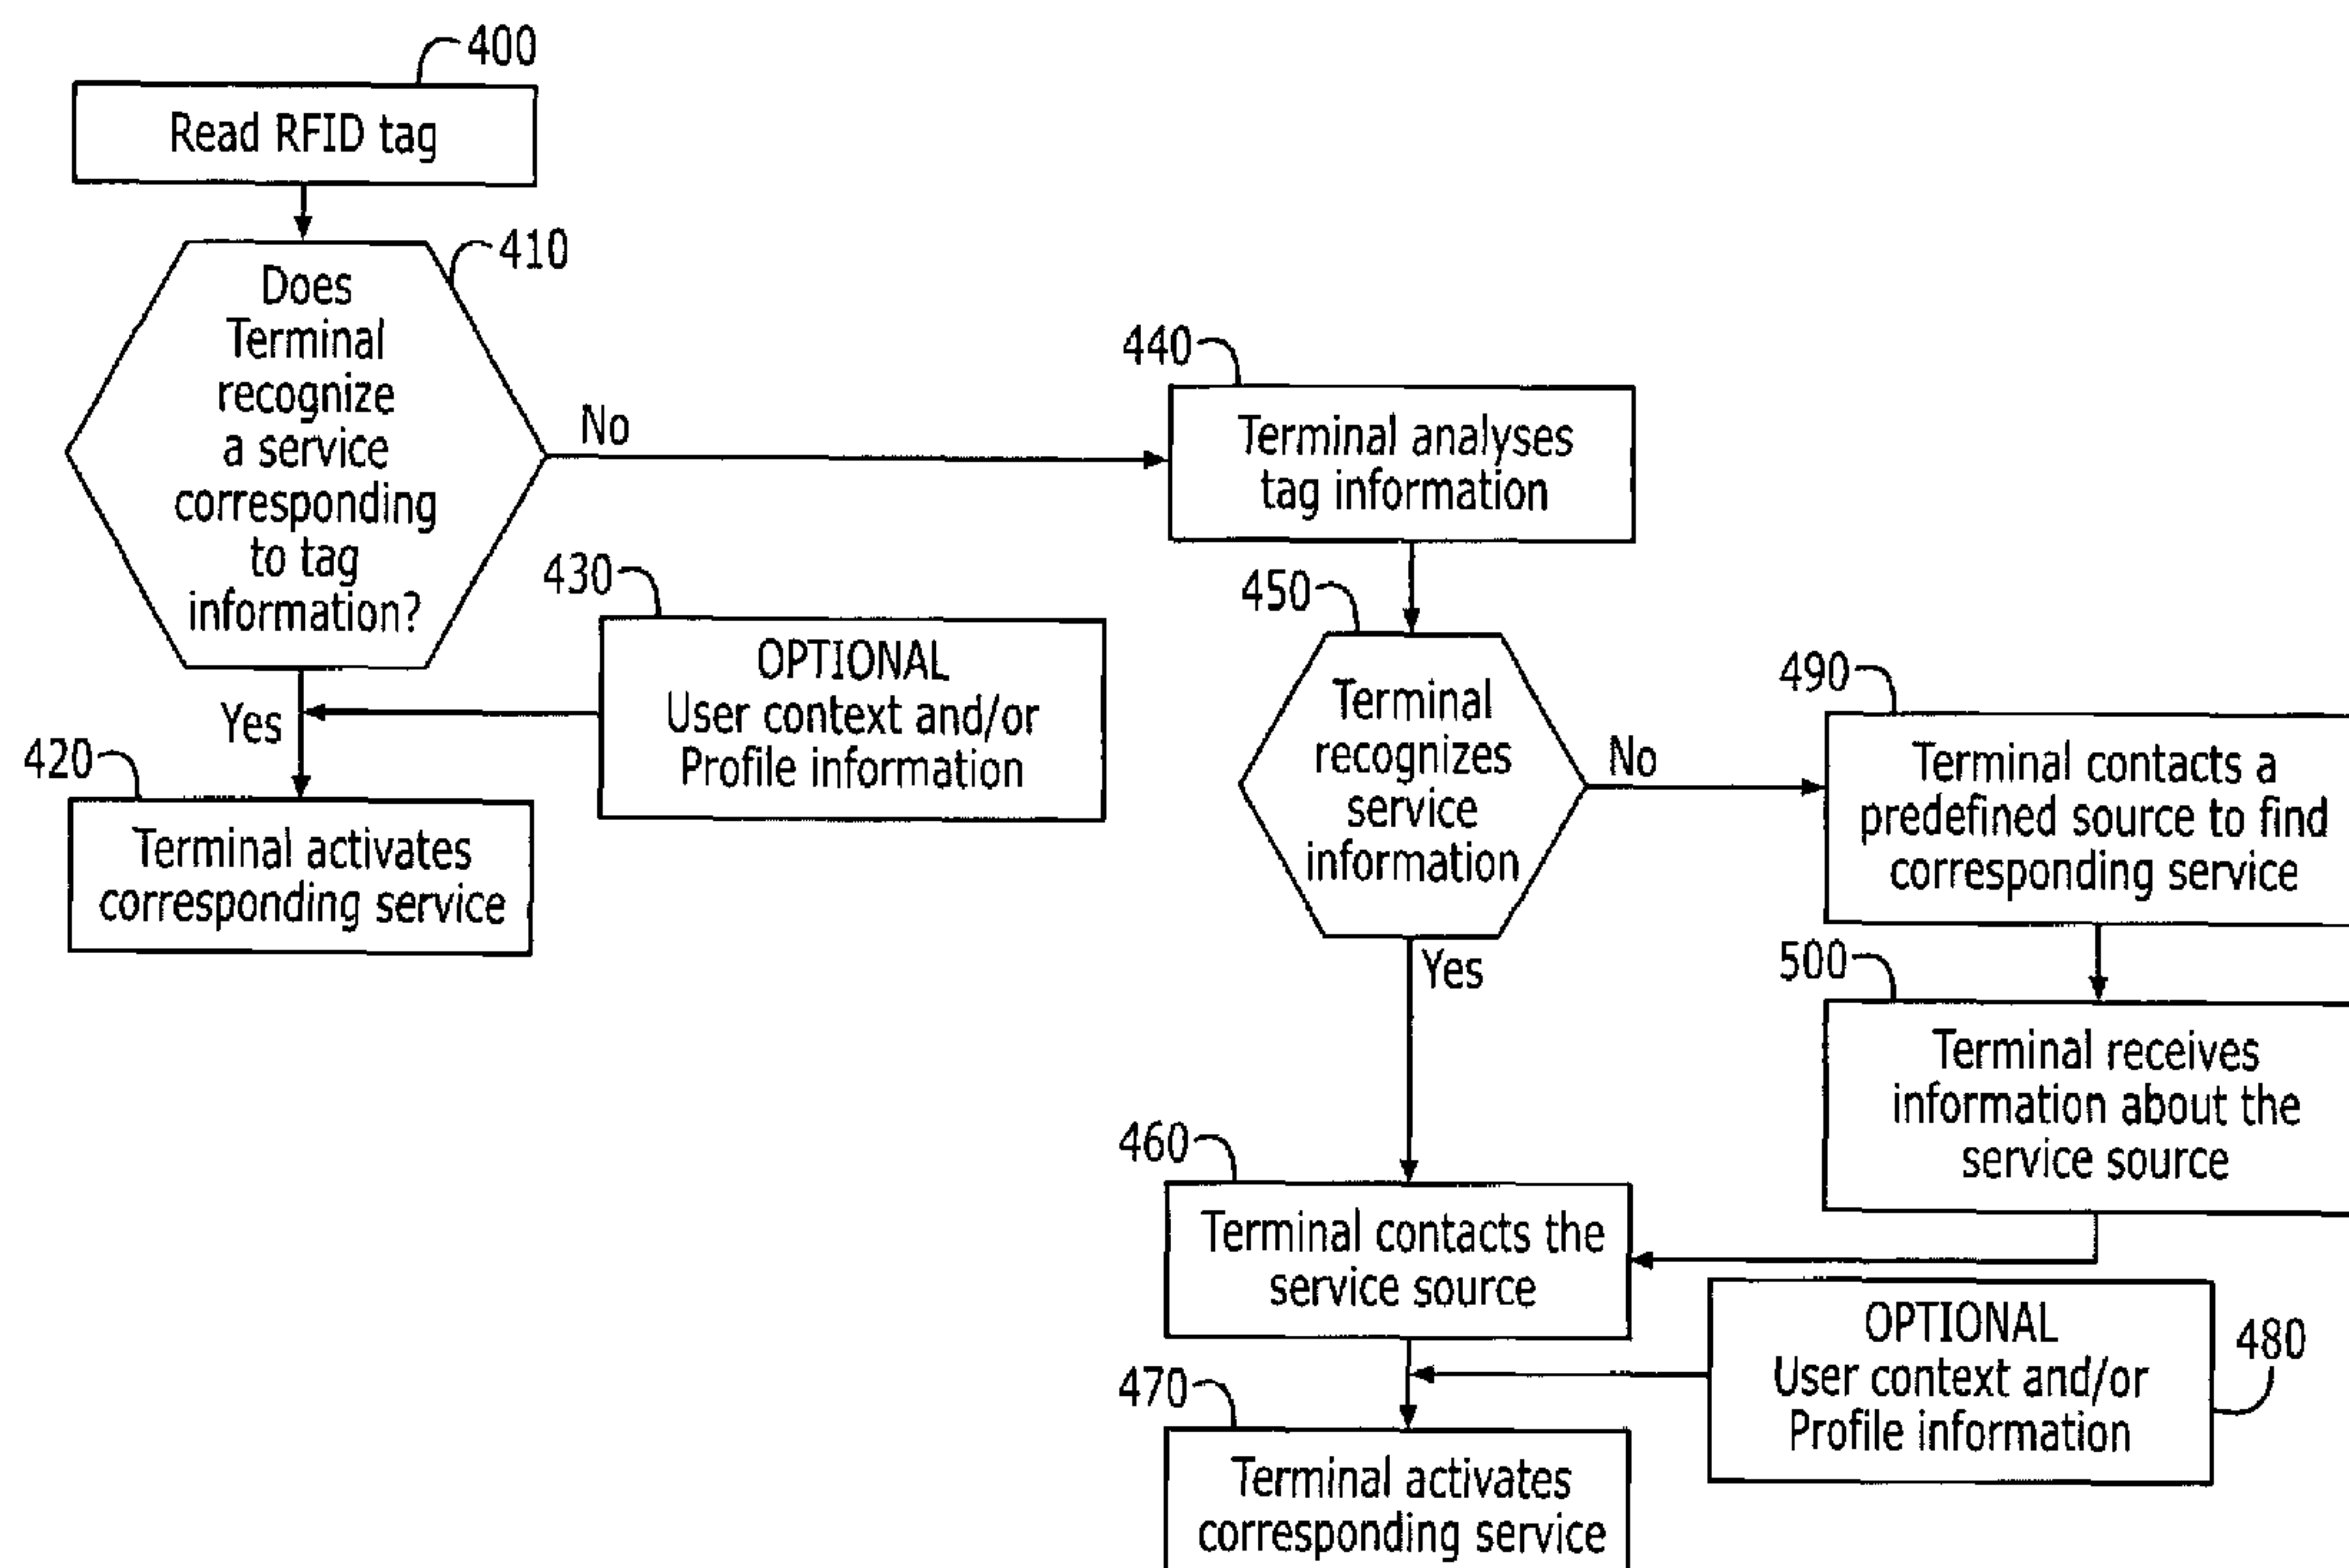 400
Read RFID tag
410
Does
Terminal
recognize
a service
corresponding
to tag
information?
No
Yes
430
OPTIONAL
User context and/or
Profile information
420
Terminal activates
corresponding service
440
Terminal analyses
tag information
450
Terminal
recognizes
service
information
No
Yes
490
Terminal contacts a
predefined source to find
corresponding service
500
Terminal receives
information about the
service source
460
Terminal contacts the
service source
480
OPTIONAL
User context and/or
Profile information
470
Terminal activates
corresponding service